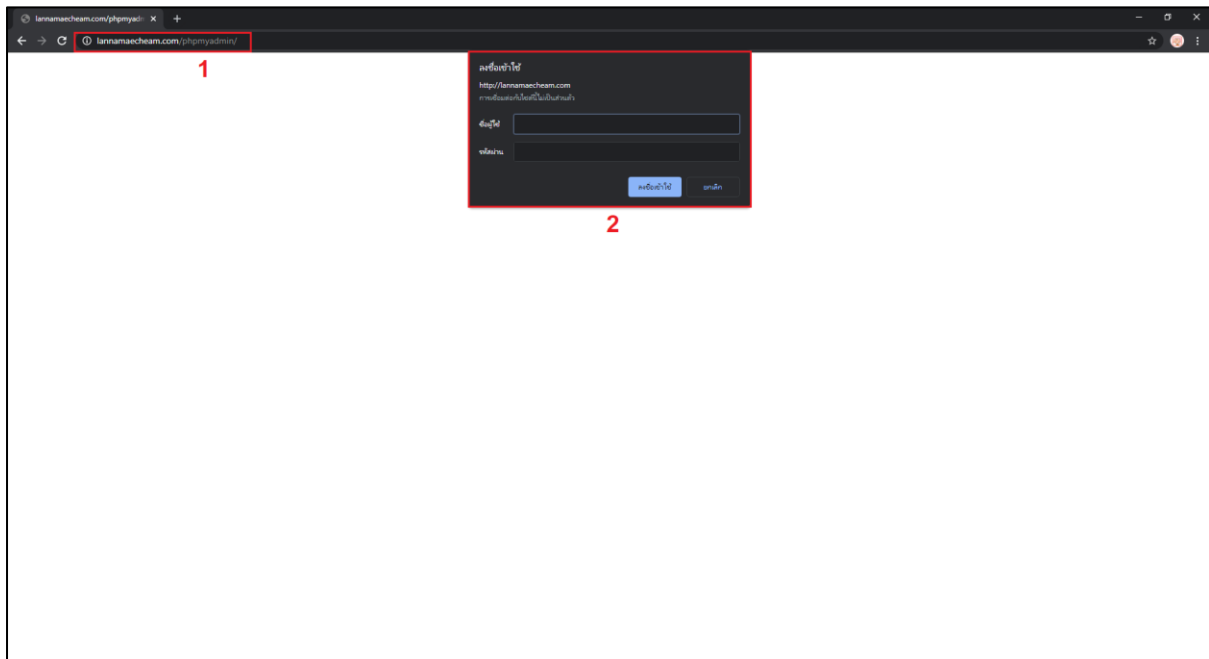 lannamaecheam.com/phpmyad
lannamaecheam.com/phpmyadmin/
1
ลงชื่อเข้าใช้
http://lannamaecheam.com
การเชื่อมต่อกับไซต์นี้ไม่เป็นส่วนตัว
ชื่อผู้ใช้
รหัสผ่าน
ลงชื่อเข้าใช้ ยกเลิก
2